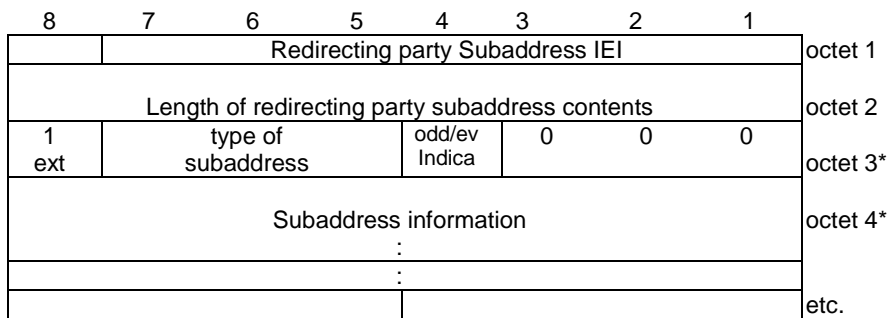 8 7 6 5 4 3 2 1
Redirecting party Subaddress IEI octet 1
Length of redirecting party subaddress contents octet 2
1 type of odd/ev 0 0 0
ext subaddress Indica octet 3*
Subaddress information octet 4*
:
:
etc.